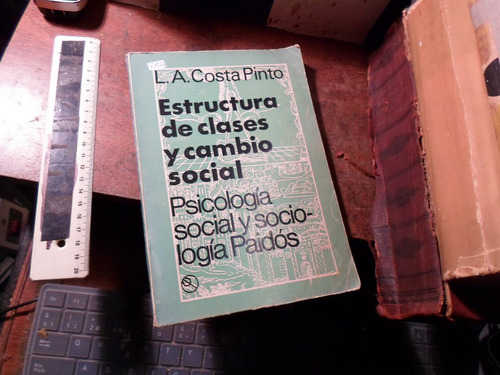 L. A. Costa Pinto
Estructura
de clases
y cambio
social
Psicología
social y socio-
logía Paidós